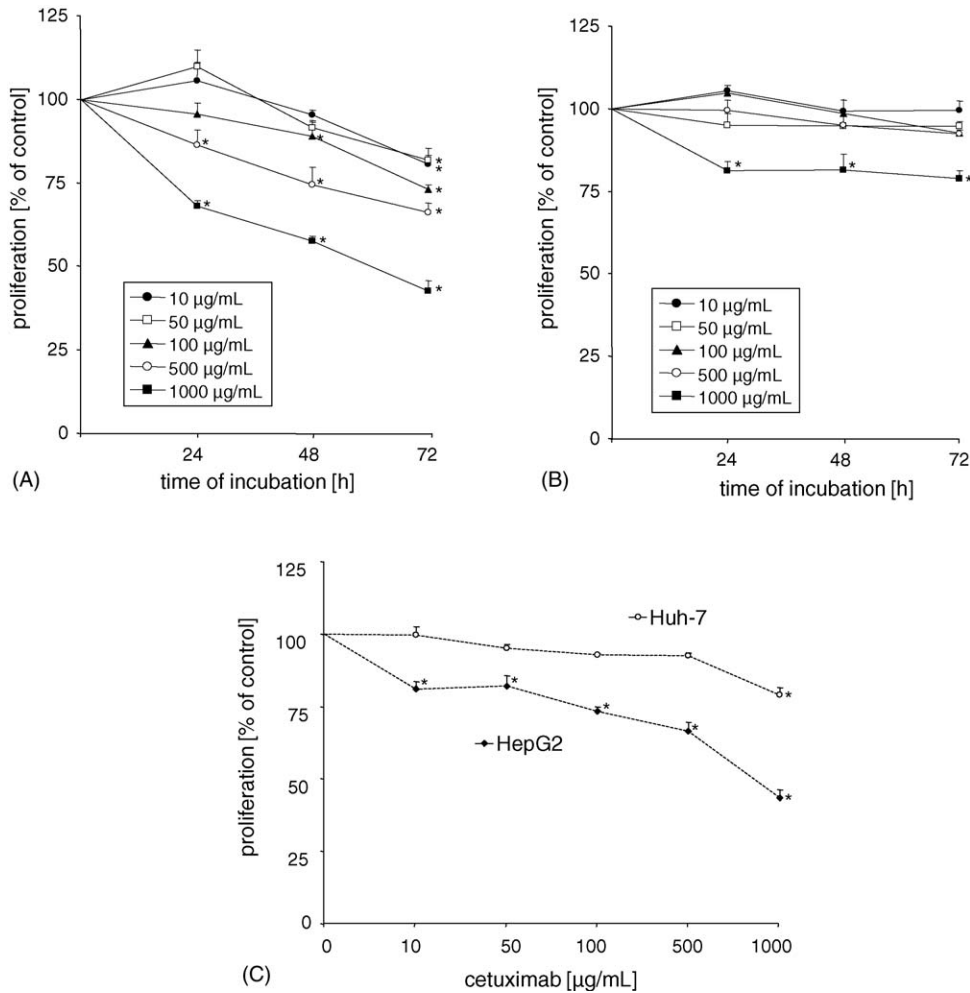 125
100
75
50
25
0
proliferation [% of control]
10 µg/mL
50 µg/mL
100 µg/mL
500 µg/mL
1000 µg/mL
* *
* * *
* * *
* *
* * *
24 48 72
time of incubation [h]
(A)
125
100
75
50
25
0
proliferation [% of control]
10 µg/mL
50 µg/mL
100 µg/mL
500 µg/mL
1000 µg/mL
* * *
24 48 72
time of incubation [h]
(B)
125
100
75
50
25
0
proliferation [% of control]
Huh-7
*
HepG2
* * * * *
0 10 50 100 500 1000
cetuximab [µg/mL]
(C)